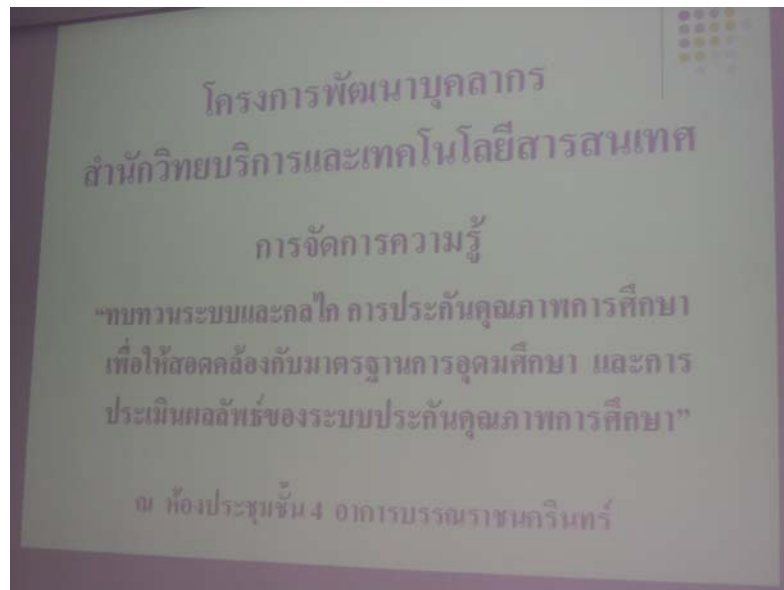 โครงการพัฒนาบุคลากร
สำนักวิทยบริการและเทคโนโลยีสารสนเทศ
การจัดการความรู้
“ทบทวนระบบและกลไก การประกันคุณภาพการศึกษา
เพื่อให้สอดคล้องกับมาตรฐานการอุดมศึกษา และการ
ประเมินผลลัพธ์ของระบบประกันคุณภาพการศึกษา”
ณ ห้องประชุมชั้น 4 อาคารบรรณราชนครินทร์